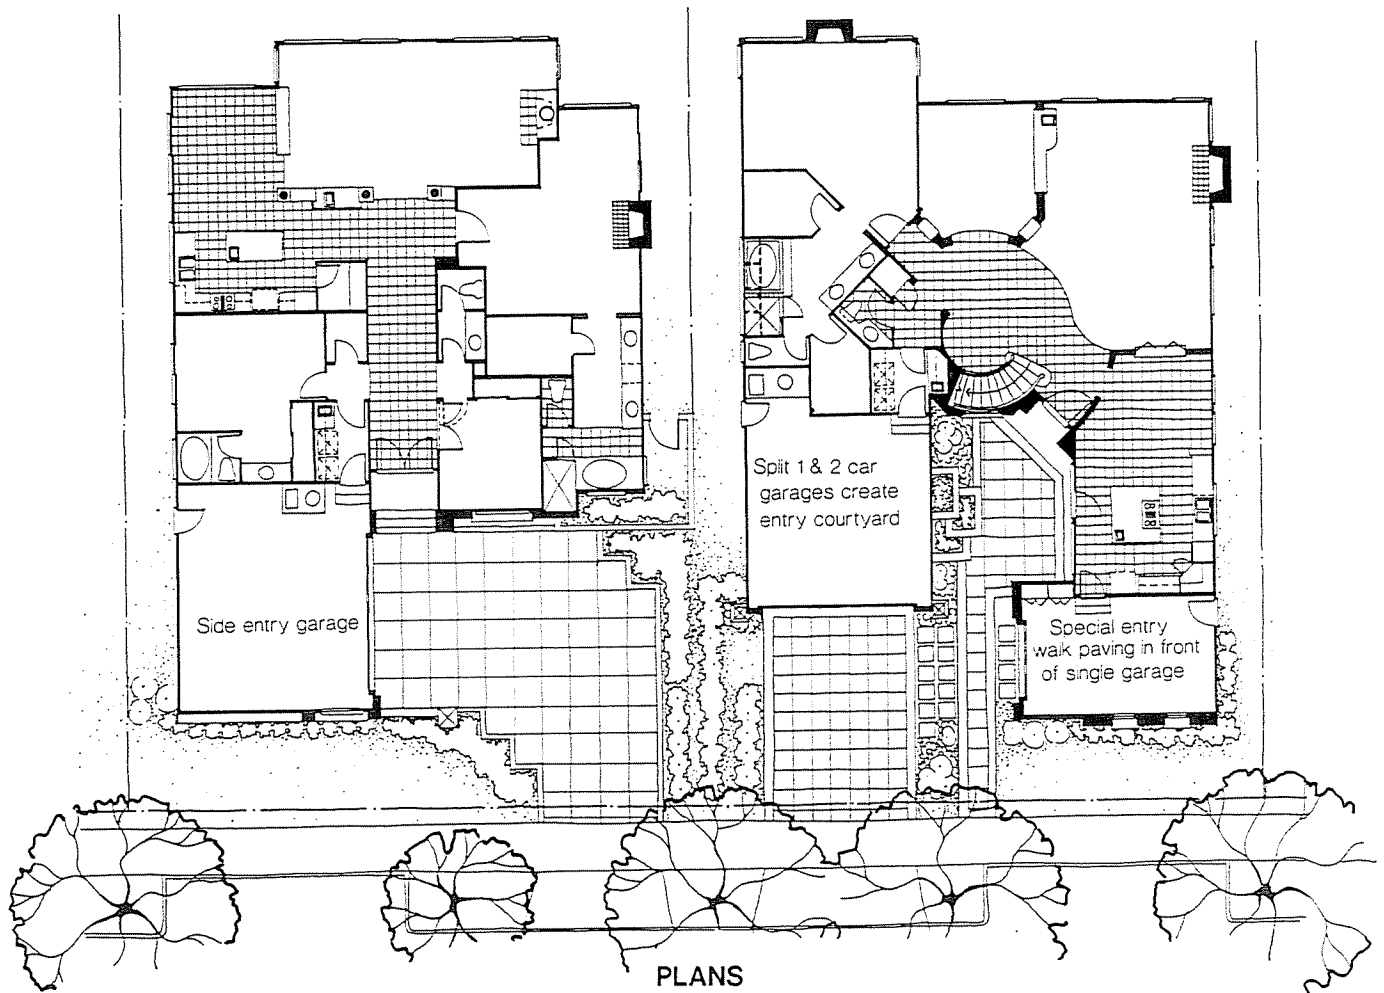 Split 1 & 2 car
garages create
entry courtyard
Side entry garage
Special entry
walk paving in front
of single garage
PLANS